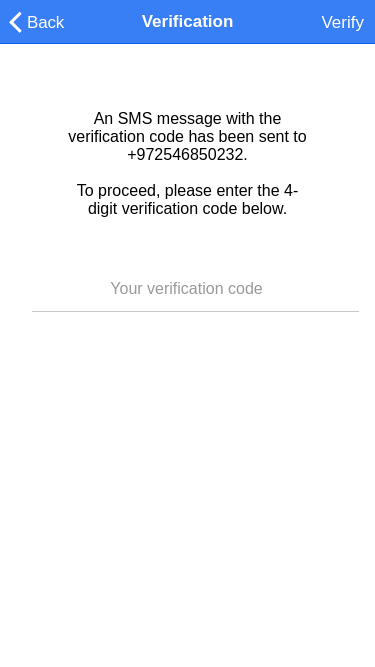 Back
Verification
Verify
An SMS message with the
verification code has been sent to
+972546850232.
To proceed, please enter the 4-
digit verification code below.
Your verification code